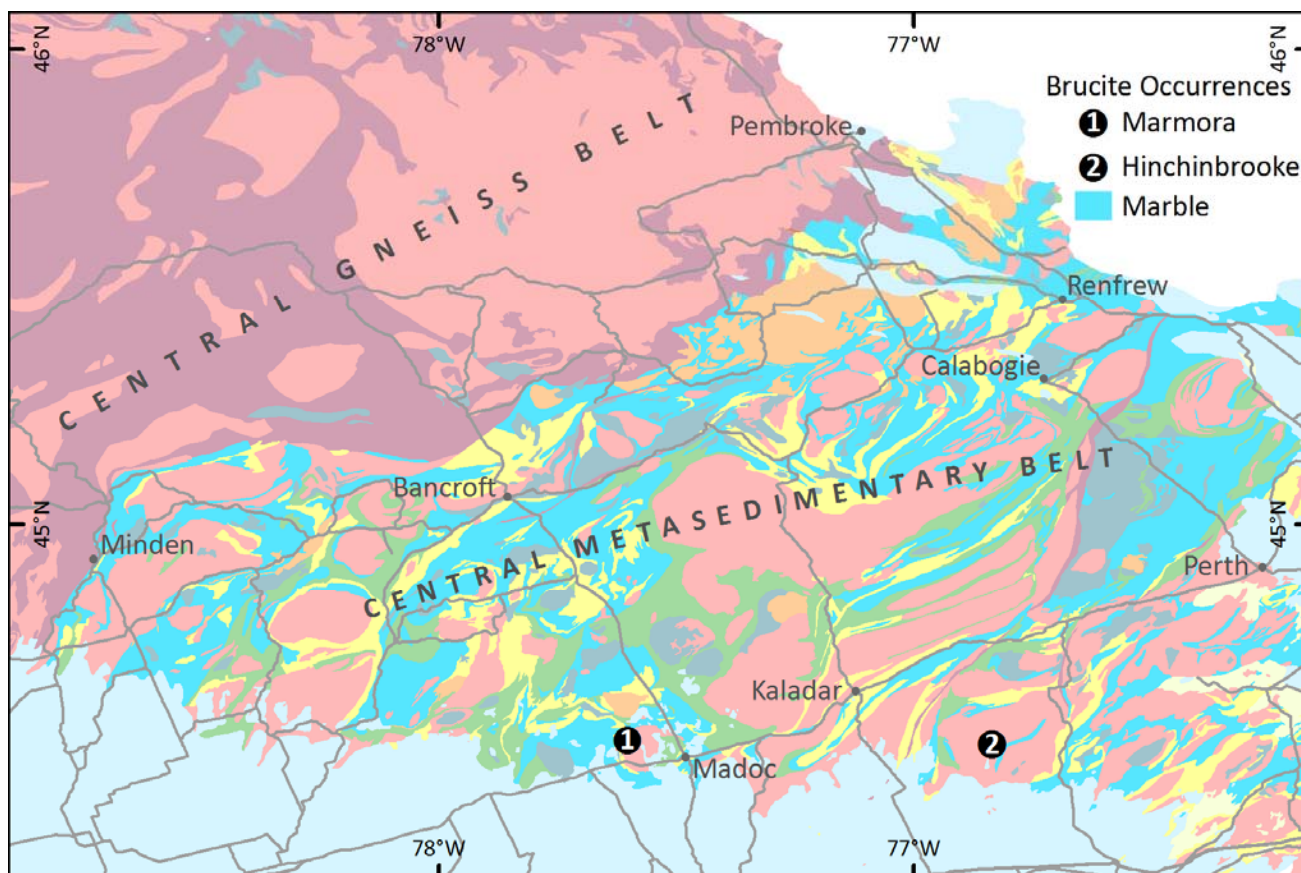 78°W
77°W
46°N
46°N
Brucite Occurrences
1 Marmora
2 Hinchinbrooke
Marble
Pembroke
CENTRAL GNEISS BELT
Renfrew
Calabogie
Bancroft
CENTRAL METASEDIMENTARY BELT
45°N
45°N
Minden
Perth
Kaladar
1
2
Madoc
78°W
77°W